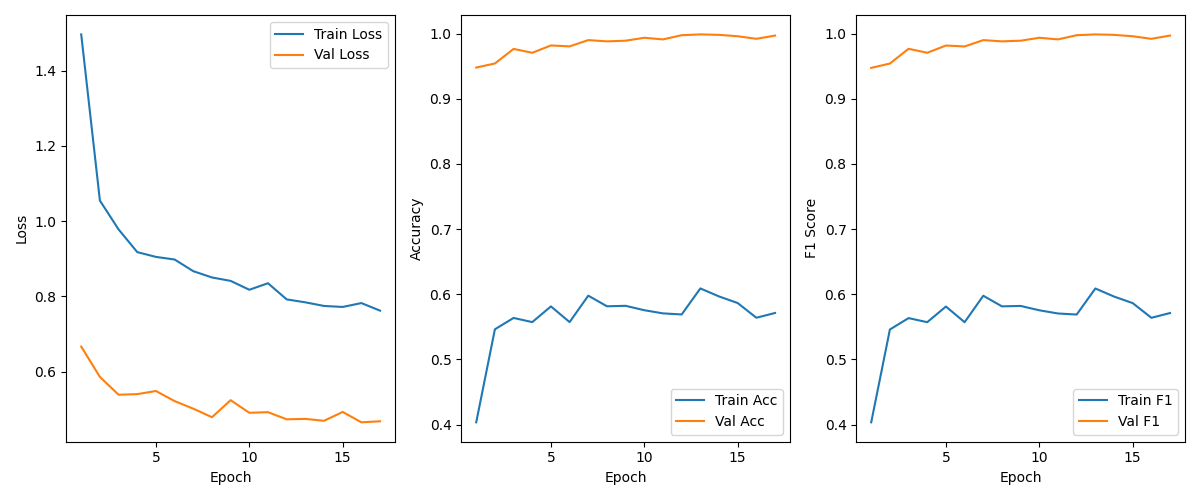 Train Loss
Val Loss
1.4
1.2
1.0
0.8
0.6
Loss
5
10
15
Epoch
1.0
0.9
0.8
0.7
0.6
0.5
0.4
Accuracy
Train Acc
Val Acc
5
10
15
Epoch
1.0
0.9
0.8
0.7
0.6
0.5
0.4
F1 Score
Train F1
Val F1
5
10
15
Epoch